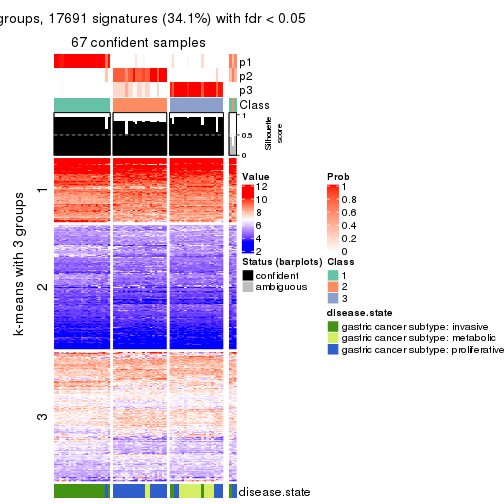 groups, 17691 signatures (34.1%) with fdr < 0.05
67 confident samples
p1
p2
p3
Class
1
0.5
0
Silhouette
score
k-means with 3 groups
1
2
3
Value
12
10
8
6
4
2
Prob
1
0.8
0.6
0.4
0.2
0
Status (barplots)
confident
ambiguous
Class
1
2
3
disease.state
gastric cancer subtype: invasive
gastric cancer subtype: metabolic
gastric cancer subtype: proliferative
disease.state